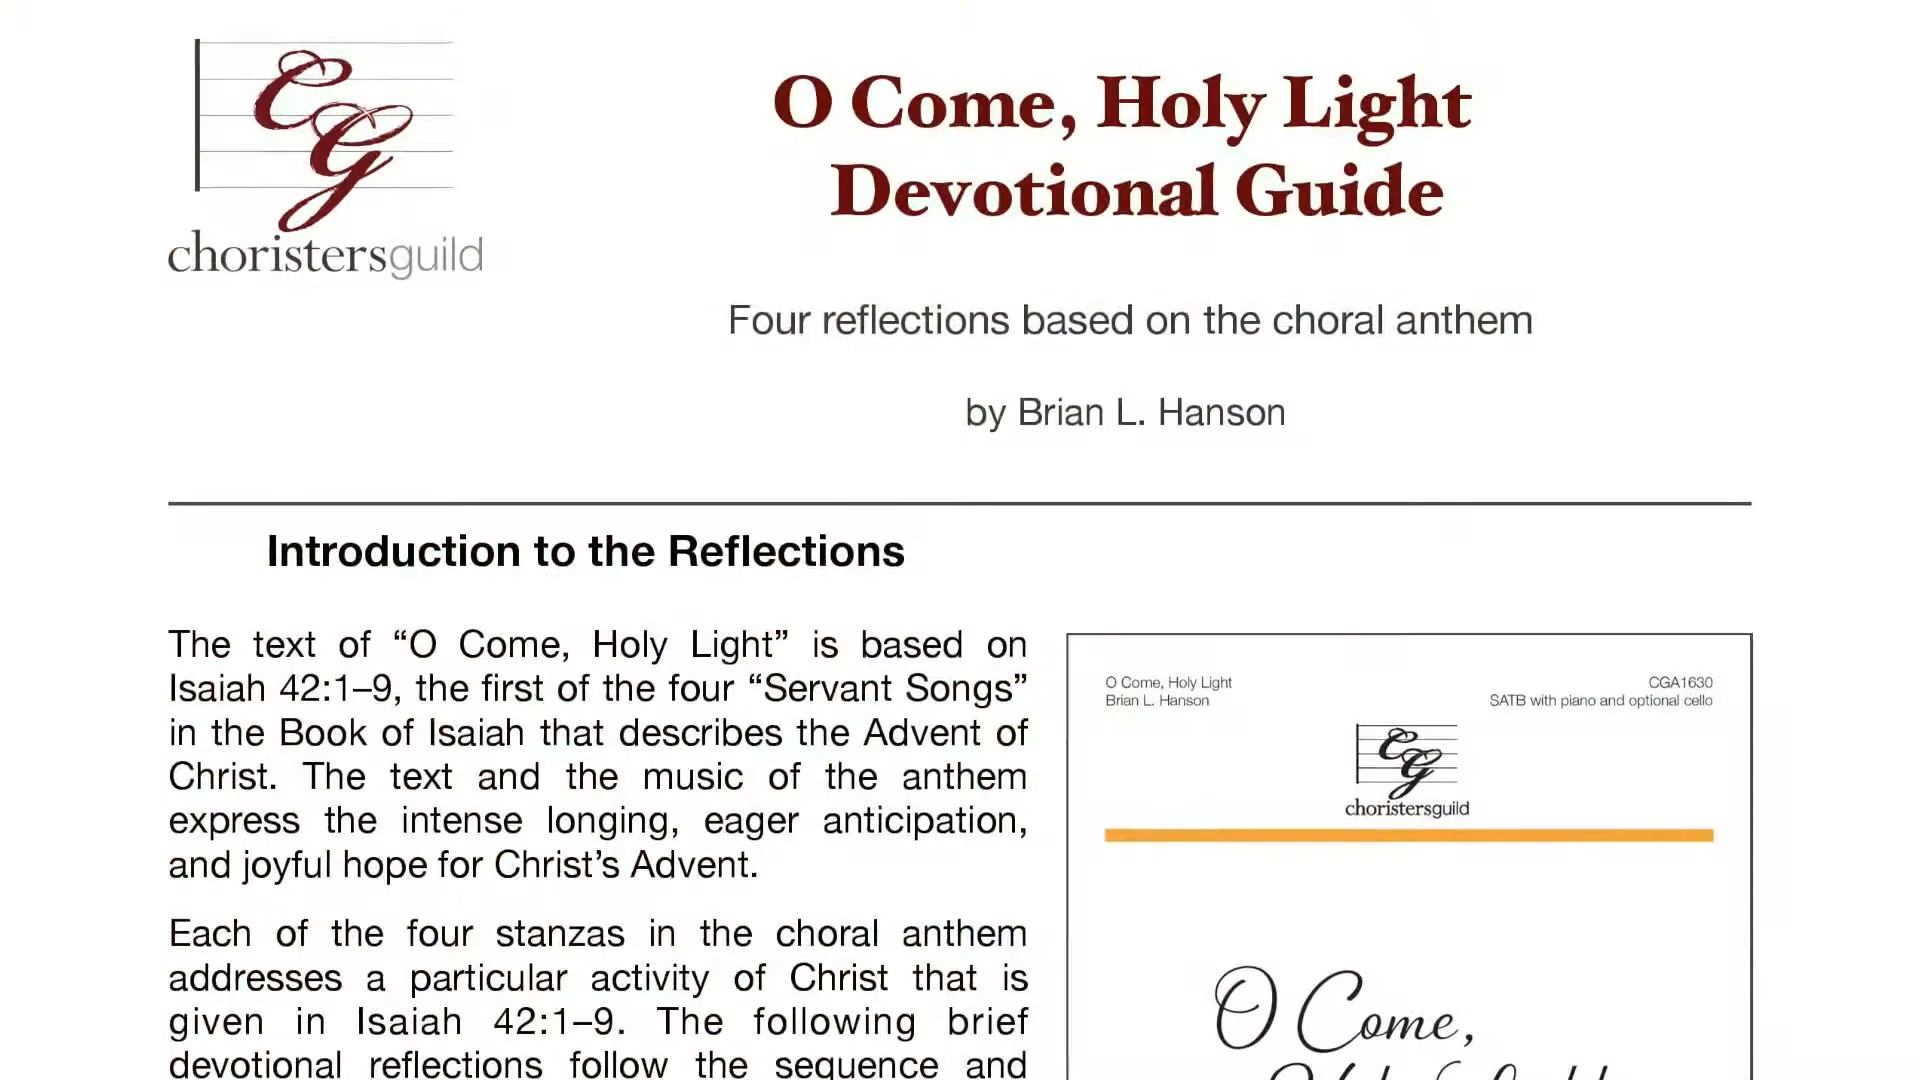 CG
choristersguild
O Come, Holy Light
Devotional Guide
Four reflections based on the choral anthem
by Brian L. Hanson
Introduction to the Reflections
The text of “O Come, Holy Light” is based on
Isaiah 42:1–9, the first of the four “Servant Songs”
in the Book of Isaiah that describes the Advent of
Christ. The text and the music of the anthem
express the intense longing, eager anticipation,
and joyful hope for Christ’s Advent.
Each of the four stanzas in the choral anthem
addresses a particular activity of Christ that is
given in Isaiah 42:1–9. The following brief
devotional reflections follow the sequence and
O Come, Holy Light
Brian L. Hanson
CGA1630
SATB with piano and optional cello
CG
choristersguild
O Come,